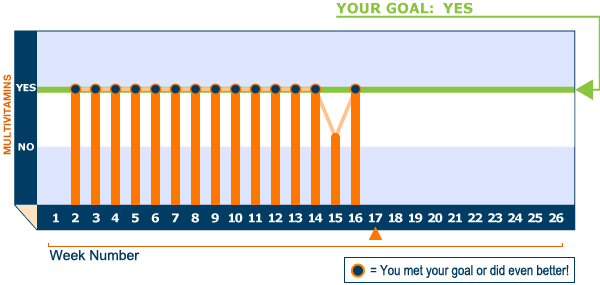 YOUR GOAL: YES
MULTIVITAMINS
YES
NO
1 2 3 4 5 6 7 8 9 10 11 12 13 14 15 16 17 18 19 20 21 22 23 24 25 26
Week Number
= You met your goal or did even better!